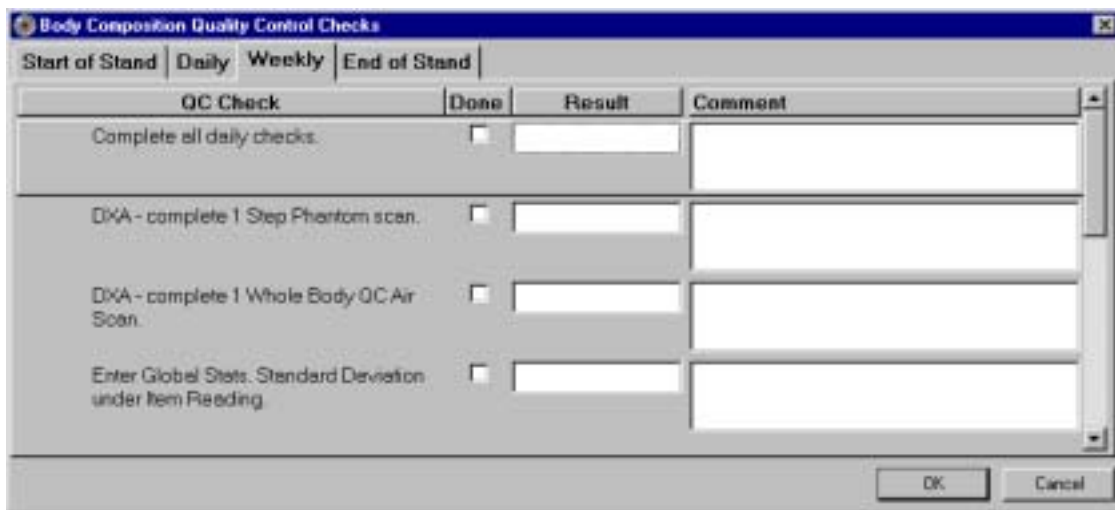 Body Composition Quality Control Checks
Start of Stand Daily Weekly End of Stand
QC Check Done Result Comment
Complete all daily checks.
DXA - complete 1 Step Phantom scan.
DXA - complete 1 Whole Body QC Air
Scan.
Enter Global Stats. Standard Deviation
under Item Reading.
OK Cancel